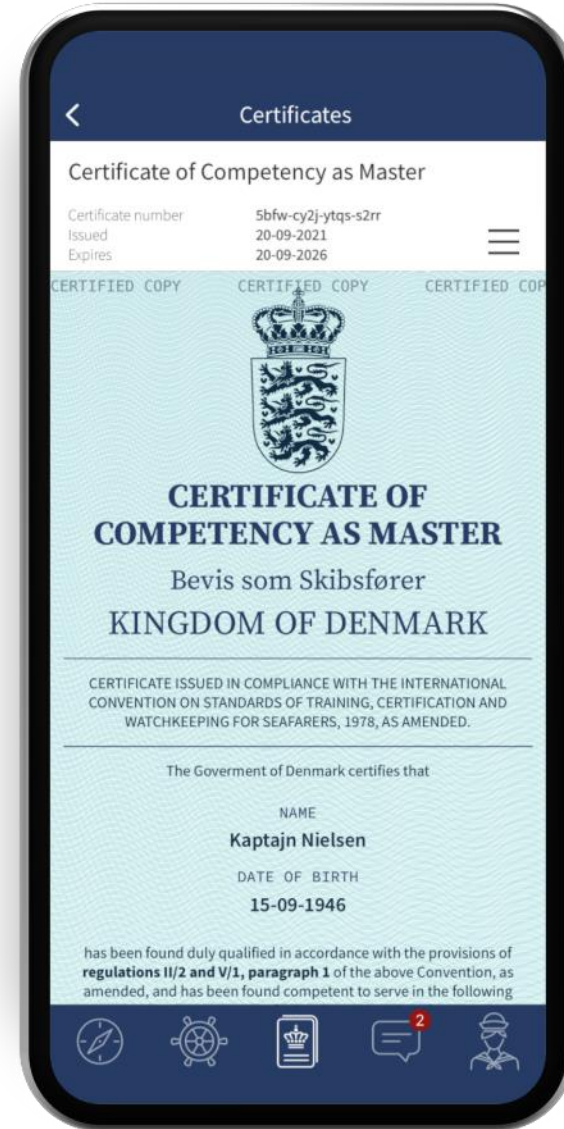 Certificates
Certificate of Competency as Master
Certificate number 5bfw-cy2j-ytqs-s2rr
Issued 20-09-2021
Expires 20-09-2026
CERTIFIED COPY CERTIFIED COPY CERTIFIED COP
CERTIFICATE OF
COMPETENCY AS MASTER
Bevis som Skibsfører
KINGDOM OF DENMARK
CERTIFICATE ISSUED IN COMPLIANCE WITH THE INTERNATIONAL
CONVENTION ON STANDARDS OF TRAINING, CERTIFICATION AND
WATCHKEEPING FOR SEAFARERS, 1978, AS AMENDED.
The Goverment of Denmark certifies that
NAME
Kaptajn Nielsen
DATE OF BIRTH
15-09-1946
has been found duly qualified in accordance with the provisions of
regulations II/2 and V/1, paragraph 1 of the above Convention, as
amended, and has been found competent to serve in the following
2